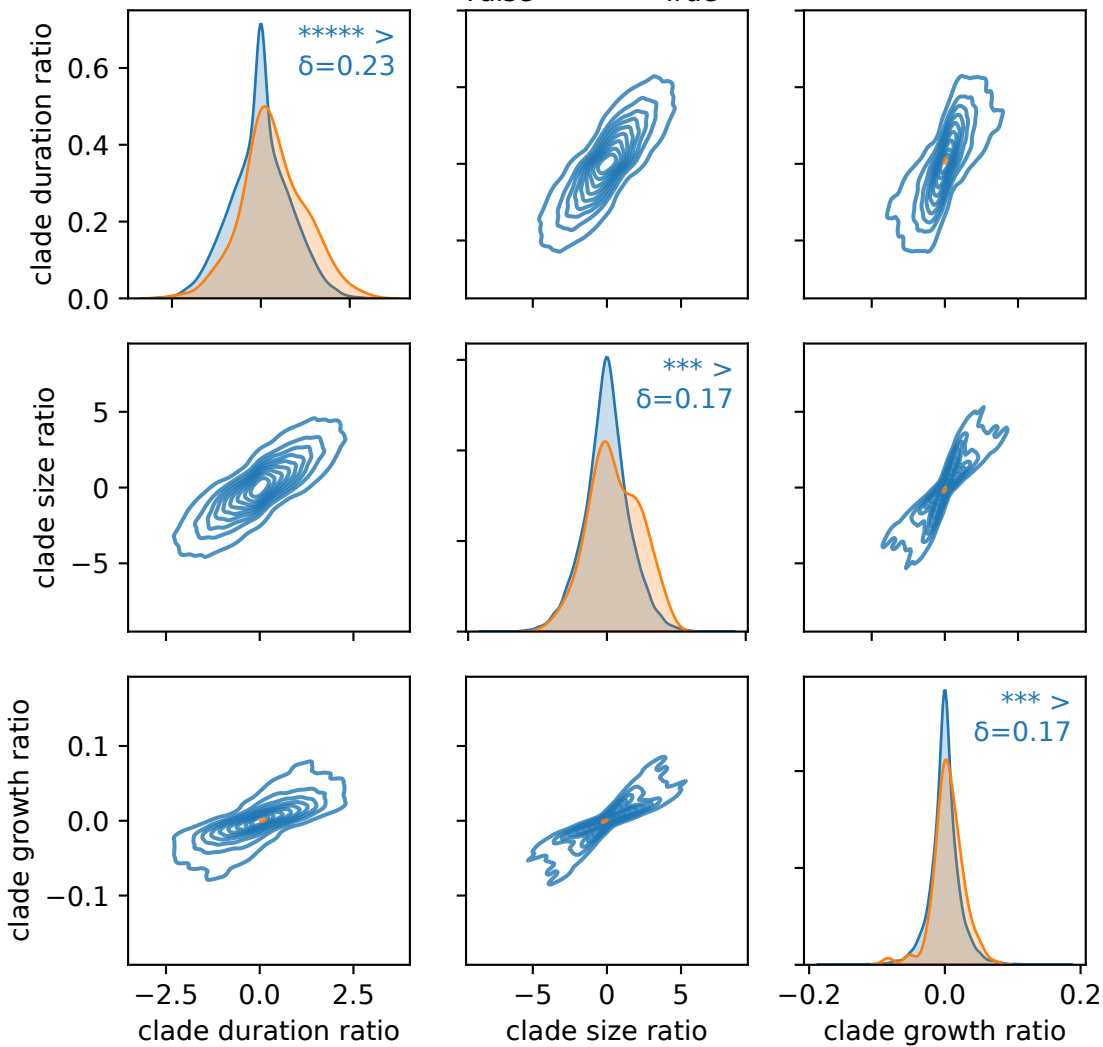 ***** >
δ=0.23
clade duration ratio
0.6
0.4
0.2
0.0
*** >
δ=0.17
clade size ratio
5
0
−5
*** >
δ=0.17
clade growth ratio
0.1
0.0
−0.1
−2.5 0.0 2.5
−5 0 5
−0.2 0.0 0.2
clade duration ratio
clade size ratio
clade growth ratio